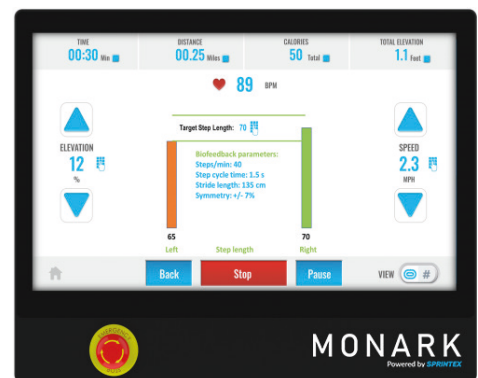 TIME
00:30 Min
DISTANCE
00.25 Miles
CALORIES
50 Total
TOTAL ELEVATION
1.1 Feet
89 BPM
Target Step Length: 70
ELEVATION
12
%
Biofeedback parameters:
Steps/min: 40
Step cycle time: 1.5 s
Stride length: 135 cm
Symmetry: +/- 7%
SPEED
2.3
MPH
65
70
Left Step length Right
Back Stop Pause VIEW #
EMERGENCY
STOP
MONARK
Powered by SPRINTEX